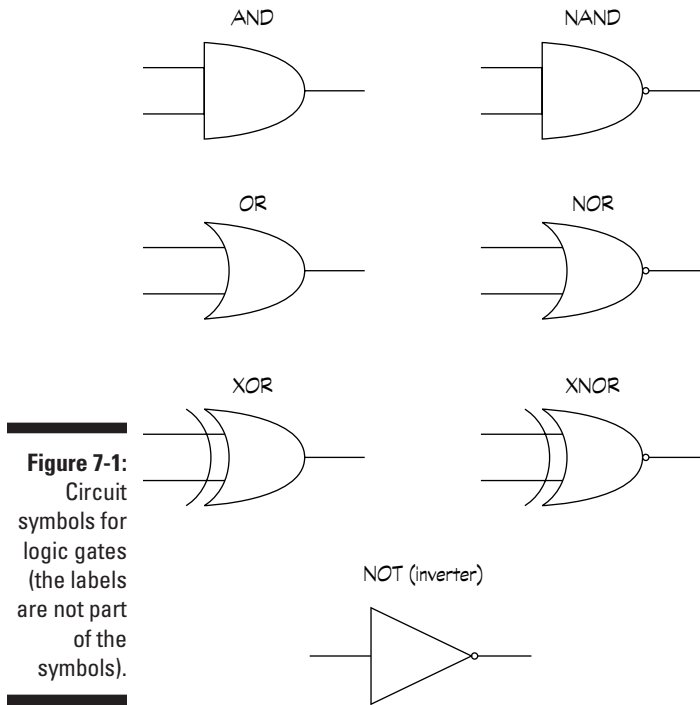 AND
NAND
OR
NOR
XOR
XNOR
NOT (inverter)
Figure 7-1:
Circuit
symbols for
logic gates
(the labels
are not part
of the
symbols).